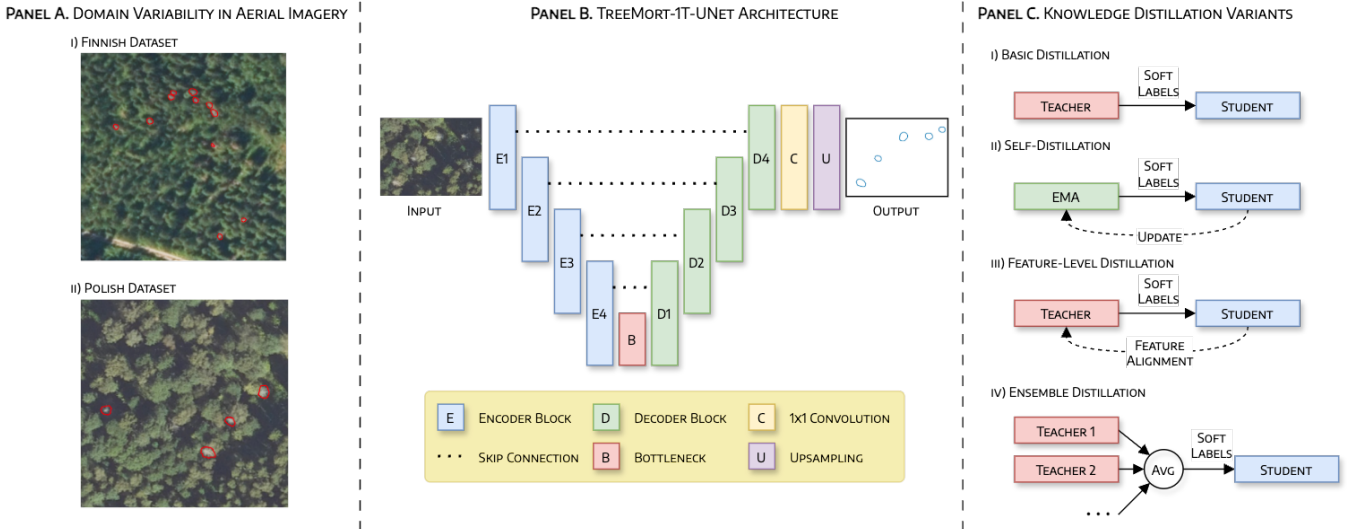 Panel A. Domain Variability in Aerial Imagery
i) Finnish Dataset
ii) Polish Dataset
Panel B. TreeMort-1T-UNet Architecture
Input
E1
E2
E3
E4
B
D1
D2
D3
D4
C
U
Output
E Encoder Block
D Decoder Block
C 1x1 Convolution
Skip Connection
B Bottleneck
U Upsampling
Panel C. Knowledge Distillation Variants
i) Basic Distillation
Teacher
Soft
Labels
Student
ii) Self-Distillation
EMA
Soft
Labels
Student
Update
iii) Feature-Level Distillation
Teacher
Soft
Labels
Student
Feature
Alignment
iv) Ensemble Distillation
Teacher 1
Teacher 2
...
Avg
Soft
Labels
Student